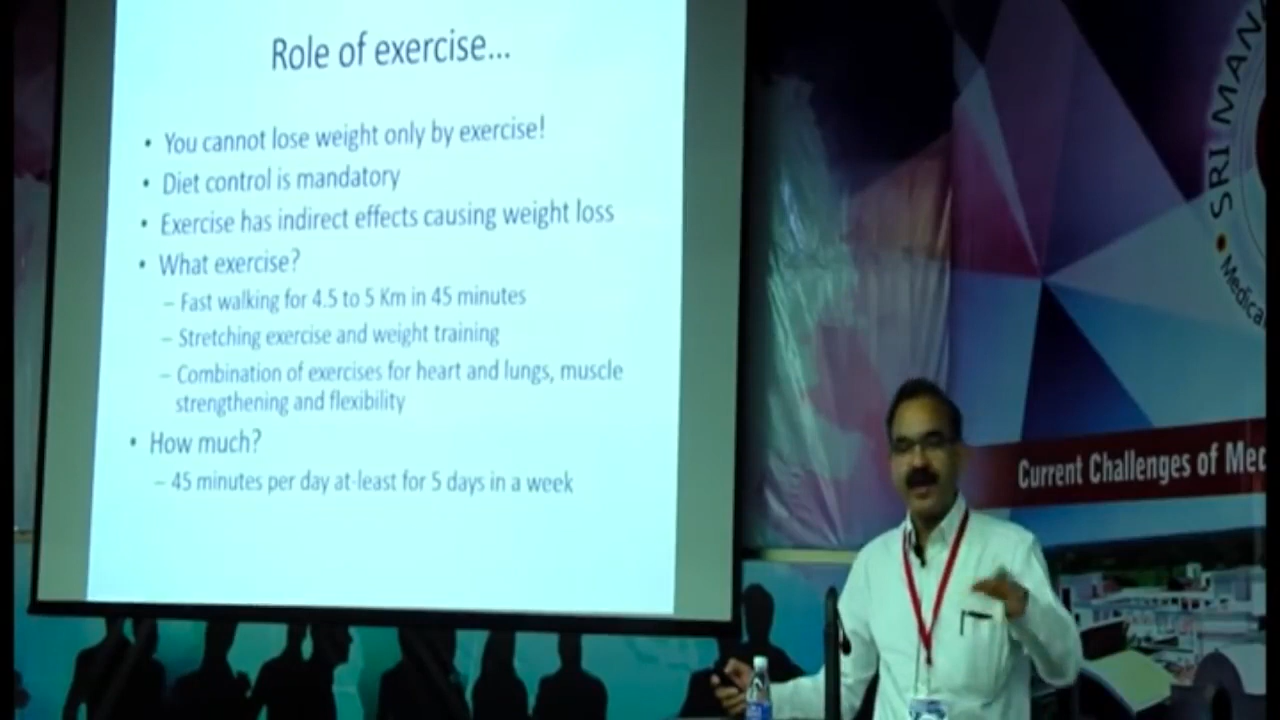 Role of exercise...
• You cannot lose weight only by exercise!
• Diet control is mandatory
• Exercise has indirect effects causing weight loss
• What exercise?
– Fast walking for 4.5 to 5 Km in 45 minutes
– Stretching exercise and weight training
– Combination of exercises for heart and lungs, muscle
strengthening and flexibility
• How much?
– 45 minutes per day at-least for 5 days in a week
SRI MANA
• Medica
Current Challenges of Med